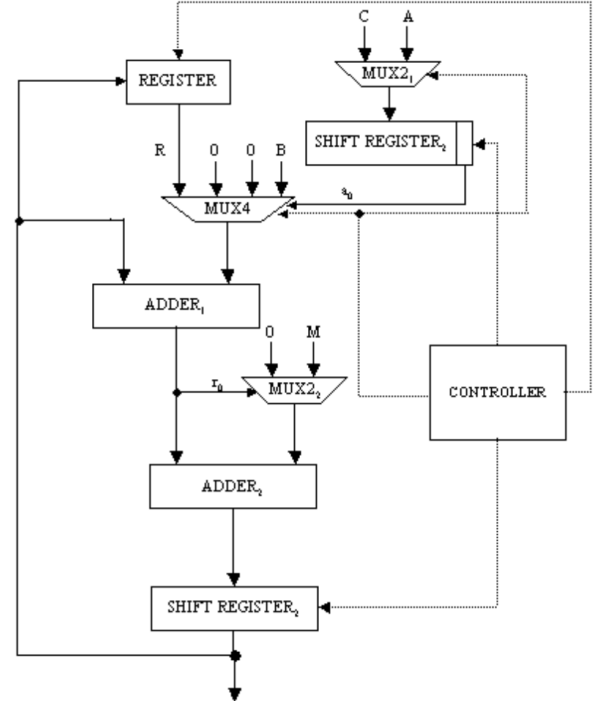 C A
MUX2₁
REGISTER
SHIFT REGISTER₂
R 0 0 B
a₀
MUX4
ADDER₁
0 M
r₀
MUX2₂
CONTROLLER
ADDER₂
SHIFT REGISTER₂